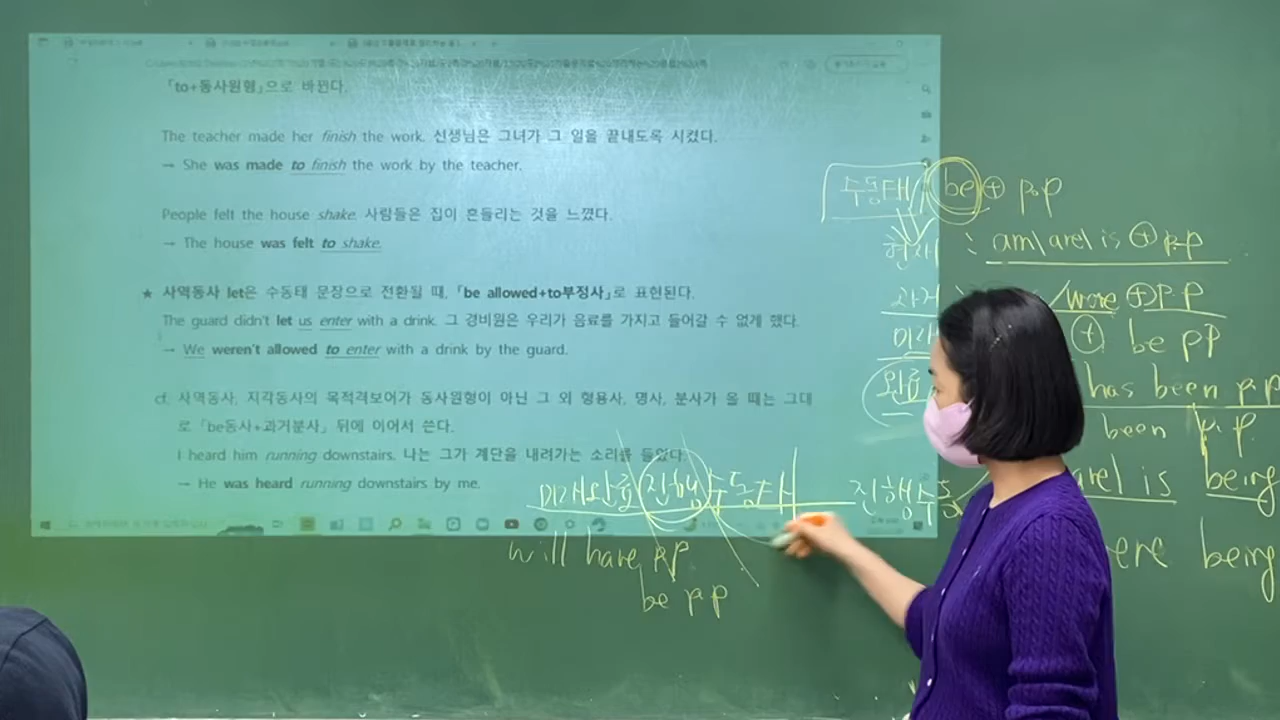 「to+동사원형」으로 바뀐다.
The teacher made her finish the work. 선생님은 그녀가 그 일을 끝내도록 시켰다.
→ She was made to finish the work by the teacher.
People felt the house shake. 사람들은 집이 흔들리는 것을 느꼈다.
→ The house was felt to shake.
★ 사역동사 let은 수동태 문장으로 전환될 때, 「be allowed+to부정사」로 표현된다.
The guard didn't let us enter with a drink. 그 경비원은 우리가 음료를 가지고 들어갈 수 없게 했다.
→ We weren't allowed to enter with a drink by the guard.
cf. 사역동사, 지각동사의 목적격보어가 동사원형이 아닌 그 외 형용사, 명사, 분사가 올 때는 그대
로 「be동사+과거분사」 뒤에 이어서 쓴다.
I heard him running downstairs. 나는 그가 계단을 내려가는 소리를 들었다.
→ He was heard running downstairs by me.
수동태 be + p.p
현재 : am/are/is + p.p
과거 /were + p.p
+ be pp
완료 has been p.p
been p.p.
미래완료 진행 수동태 진행수동
is being
will have pp
ere being
be pp